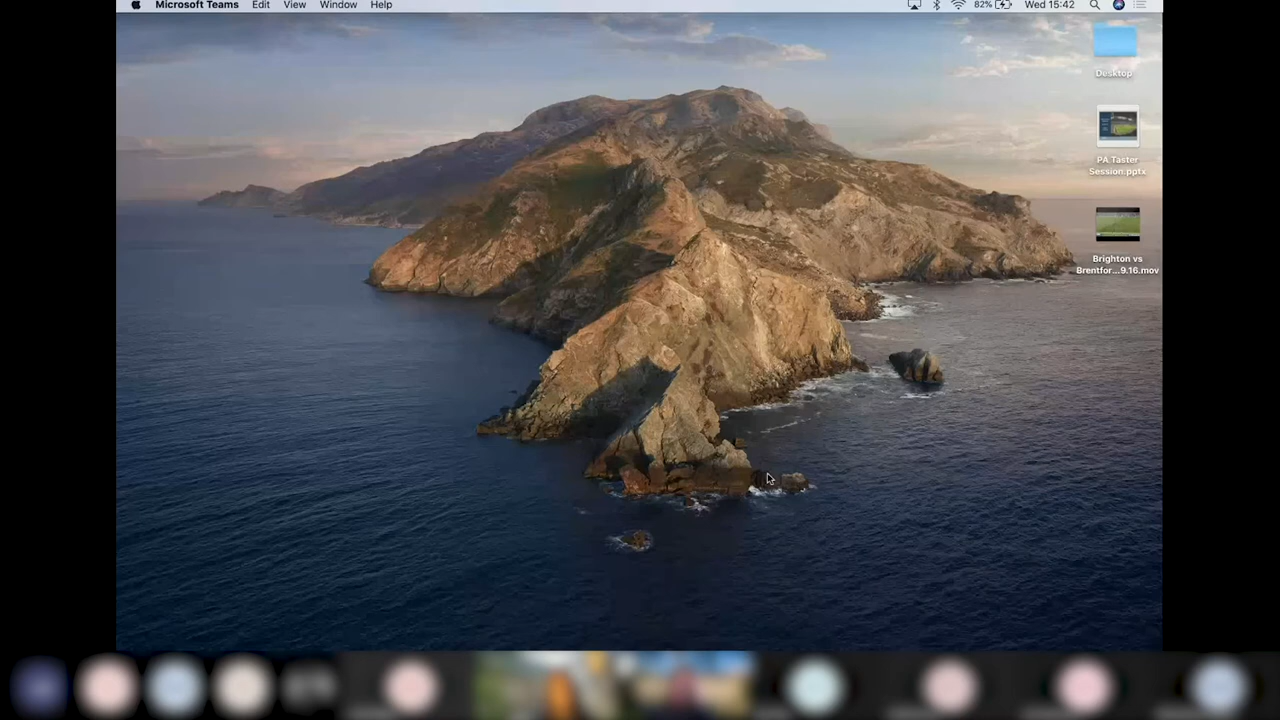 Microsoft Teams Edit View Window Help 82% Wed 15:42
Desktop
PA Taster
Session.pptx
Brighton vs
Brentfor...9.16.mov